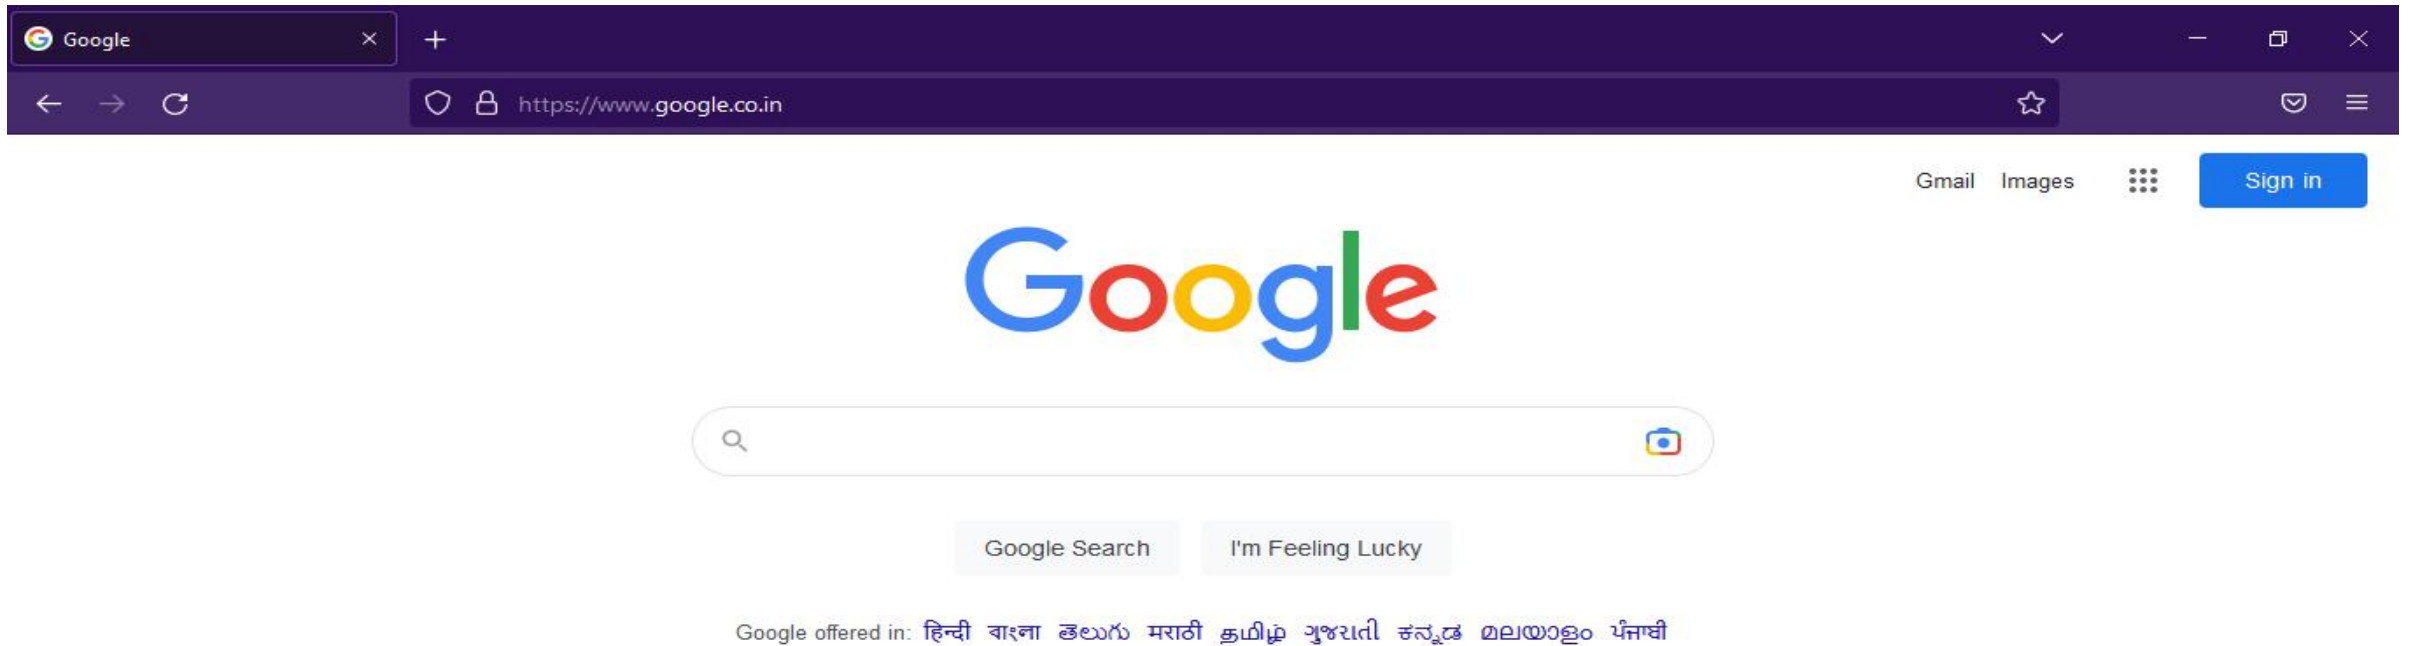 Google
https://www.google.co.in
Gmail Images Sign in
Google
Google Search I'm Feeling Lucky
Google offered in: हिन्दी বাংলা తెలుగు मराठी தமிழ் ગુજરાતી ಕನ್ನಡ മലയാളം ਪੰਜਾਬੀ